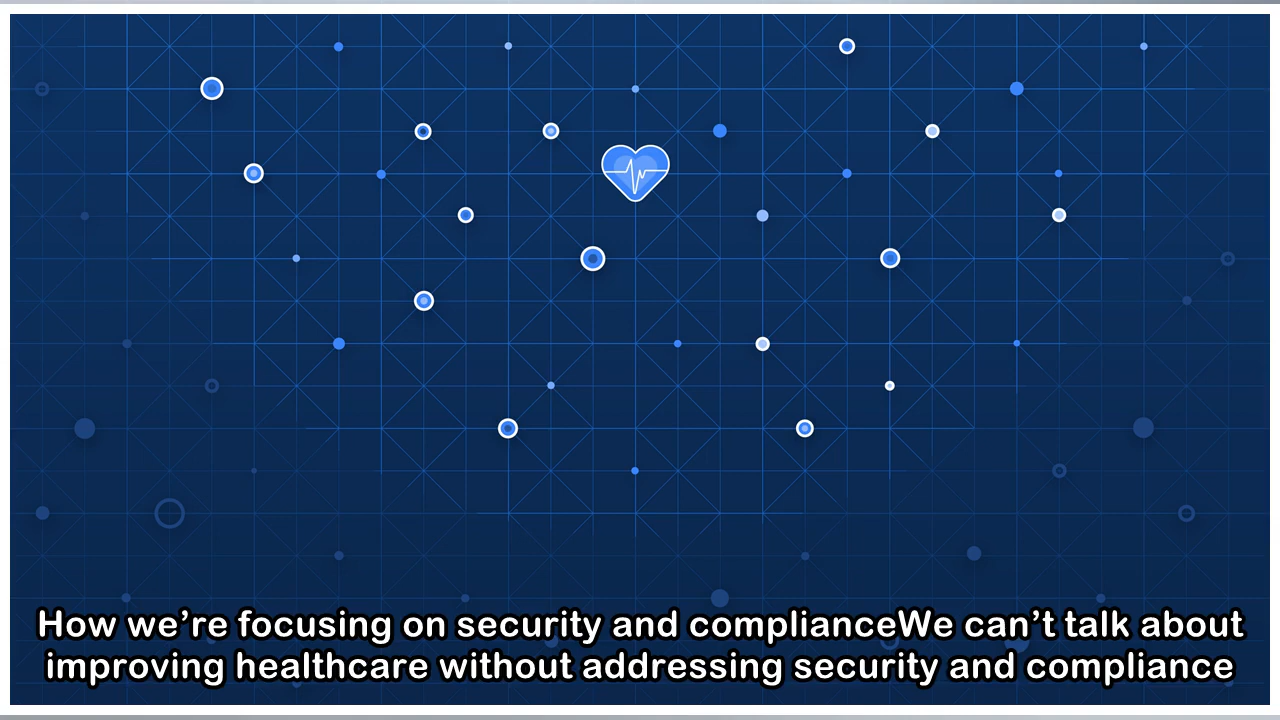 How we’re focusing on security and complianceWe can’t talk about
improving healthcare without addressing security and compliance